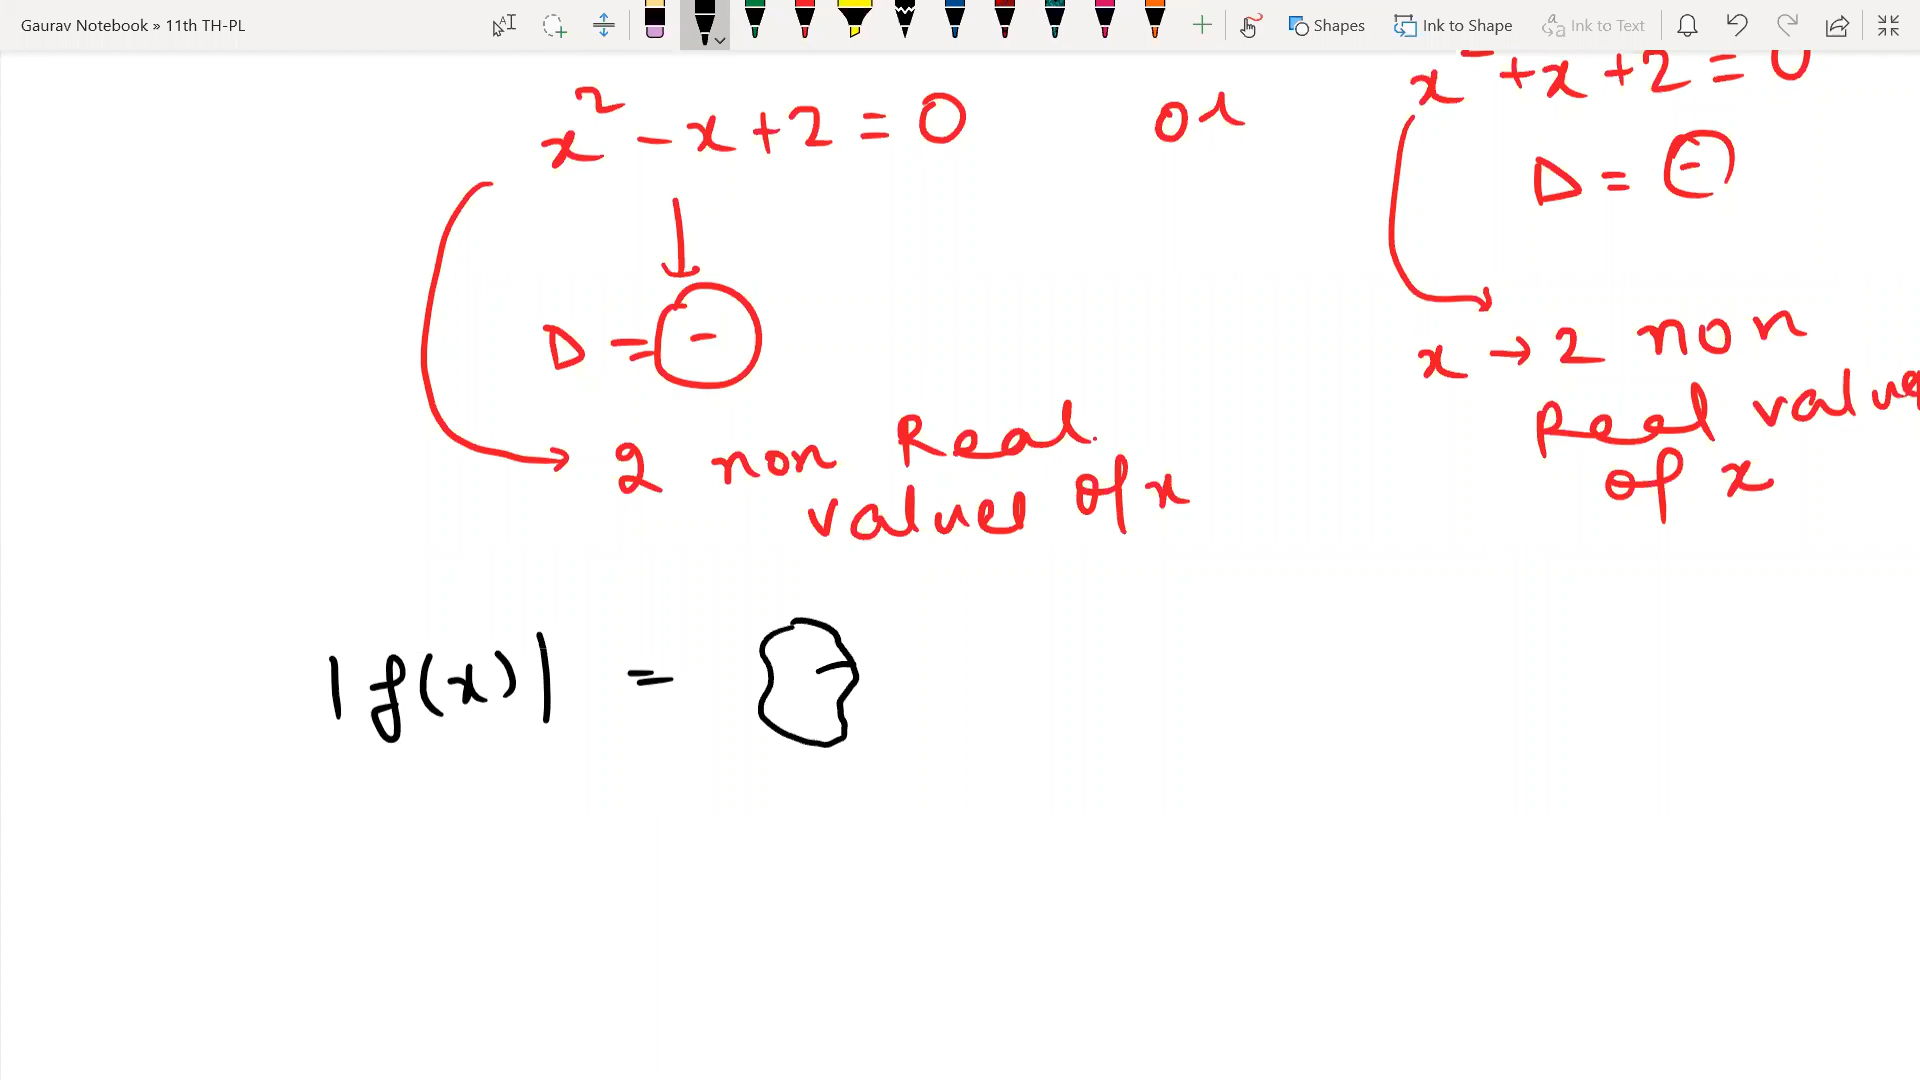 Gaurav Notebook » 11th TH-PL
Shapes
Ink to Shape
Ink to Text
x² - x + 2 = 0 or x² + x + 2 = 0
D = -
D = -
2 non Real values of x
x → 2 non Real value of x
|f(x)| = -